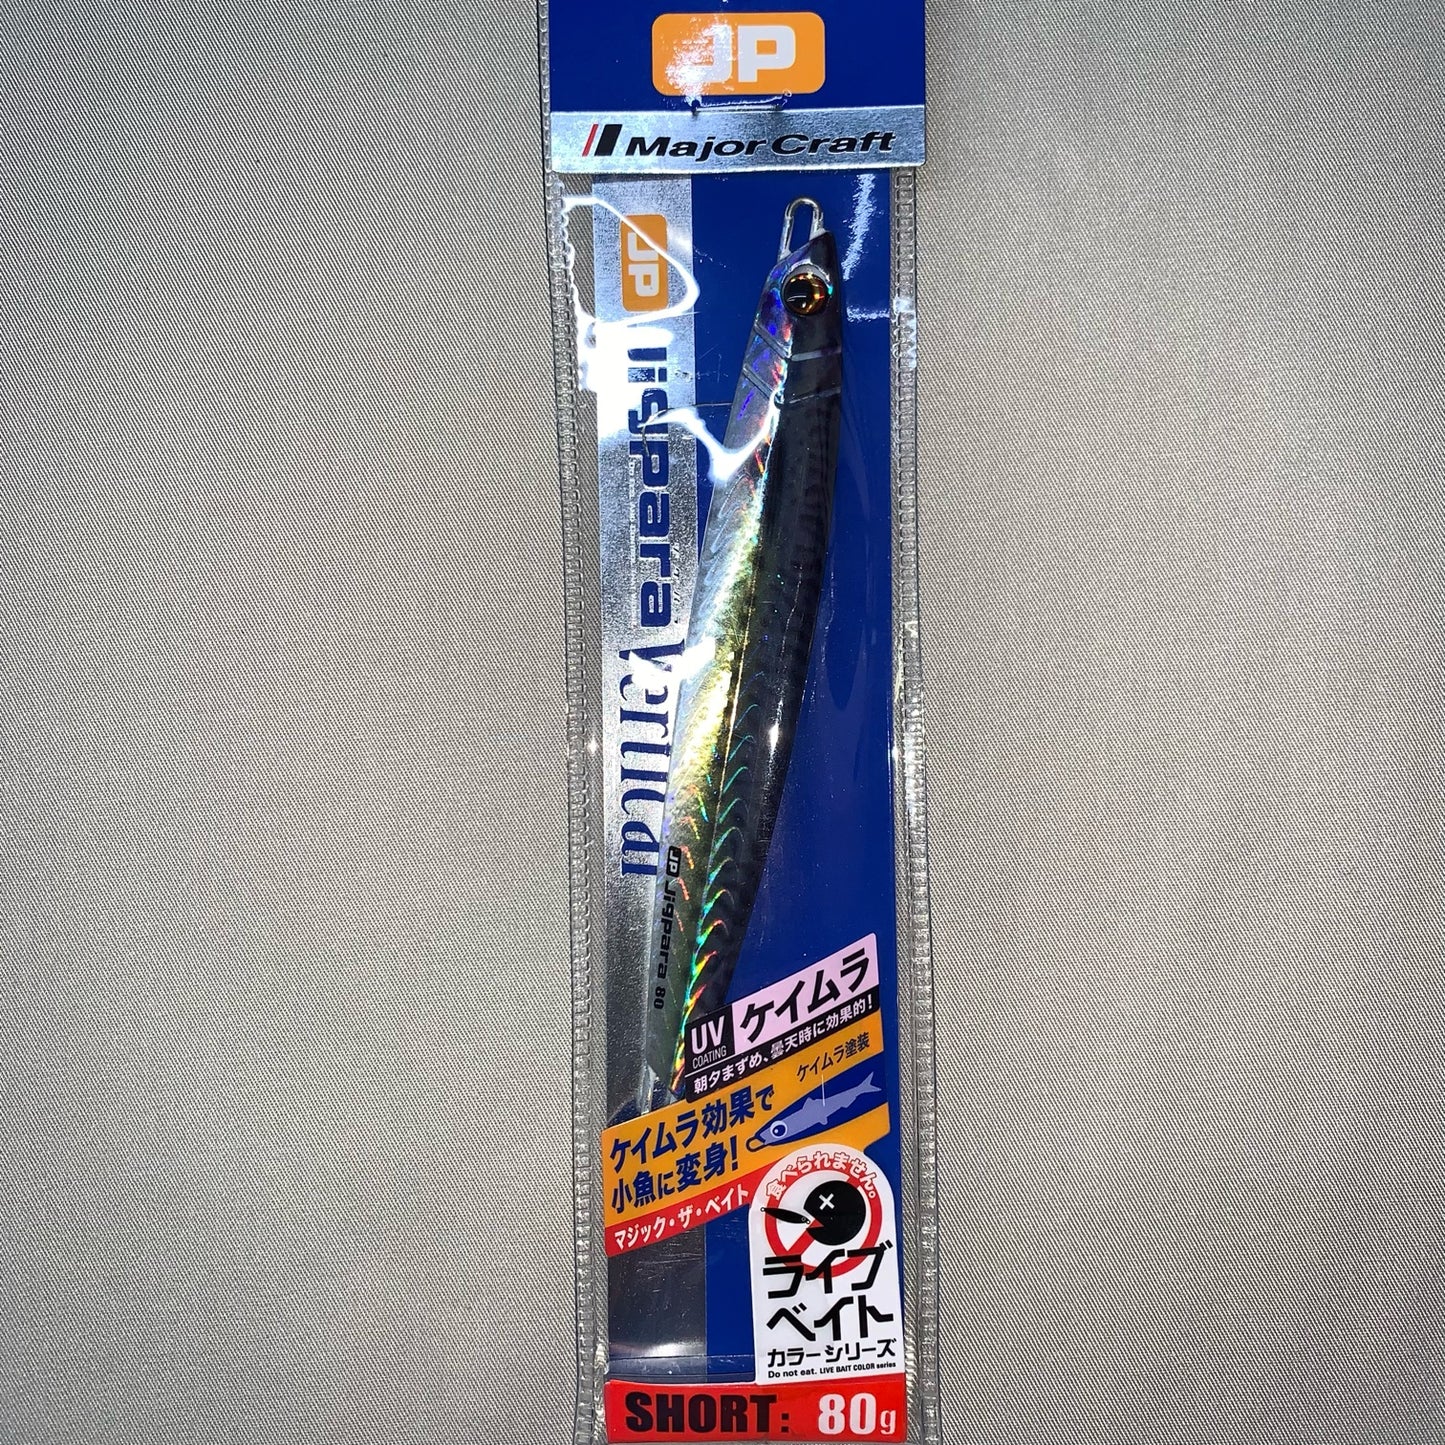 JP
Major Craft
JP
Jigpara Vertical
JP Jigpara 80
UV
COATING
ケイムラ
朝夕まずめ、曇天時に効果的!
ケイムラ塗装
ケイムラ効果で
小魚に変身!
マジック・ザ・ベイト
食べられません。
ライブ
ベイト
カラーシリーズ
Do not eat. LIVE BAIT COLOR series
SHORT: 80g